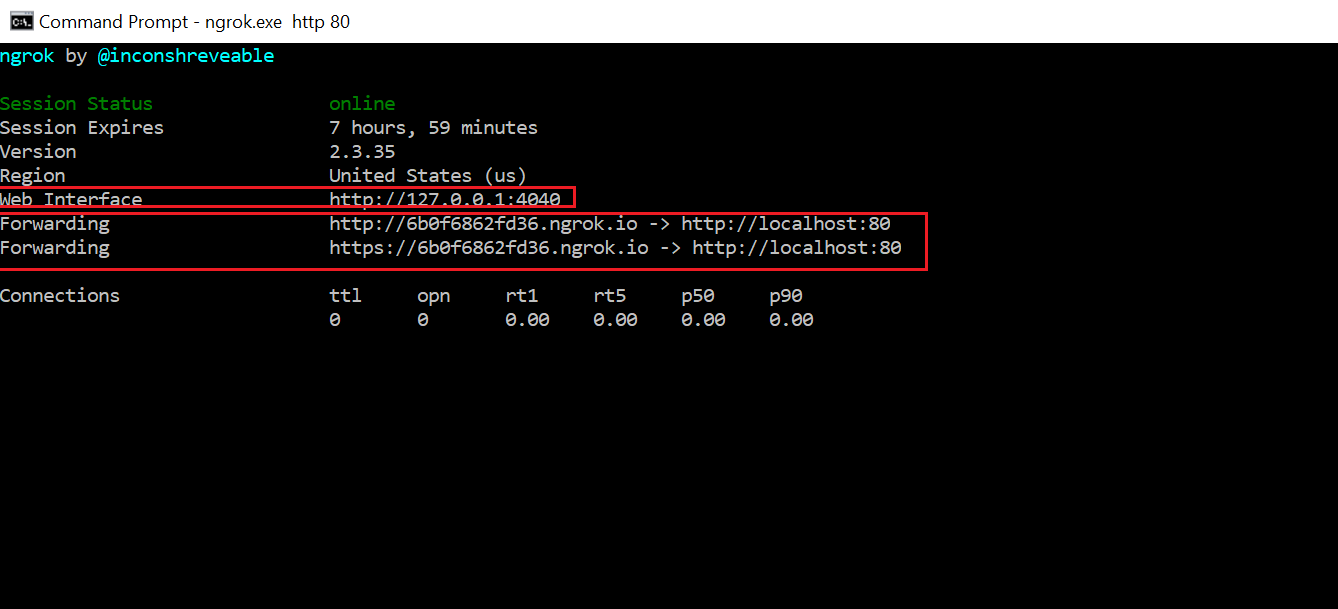 Command Prompt - ngrok.exe  http 80
ngrok by @inconshreveable
Session Status online
Session Expires 7 hours, 59 minutes
Version 2.3.35
Region United States (us)
Web Interface http://127.0.0.1:4040
Forwarding http://6b0f6862fd36.ngrok.io -> http://localhost:80
Forwarding https://6b0f6862fd36.ngrok.io -> http://localhost:80
Connections ttl opn rt1 rt5 p50 p90
0 0 0.00 0.00 0.00 0.00